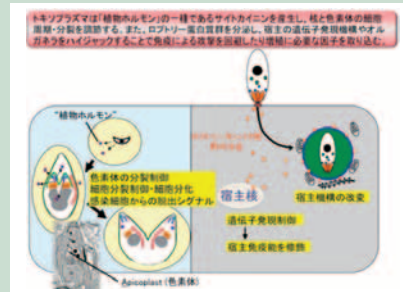 トキソプラズマは「植物ホルモン」の一種であるサイトカイニンを産生し、核と色素体の細胞
周期・分裂を調節する。また、ロプトリー蛋白質群を分泌し、宿主の遺伝子発現機構やオル
ガネラをハイジャックすることで免疫による攻撃を回避したり増殖に必要な因子を取り込む。
"植物ホルモン"
色素体の分裂制御
細胞分裂制御・細胞分化
感染細胞からの脱出シグナル
宿主核
宿主機構の改変
遺伝子発現制御
宿主免疫能を修飾
Apicoplast (色素体)